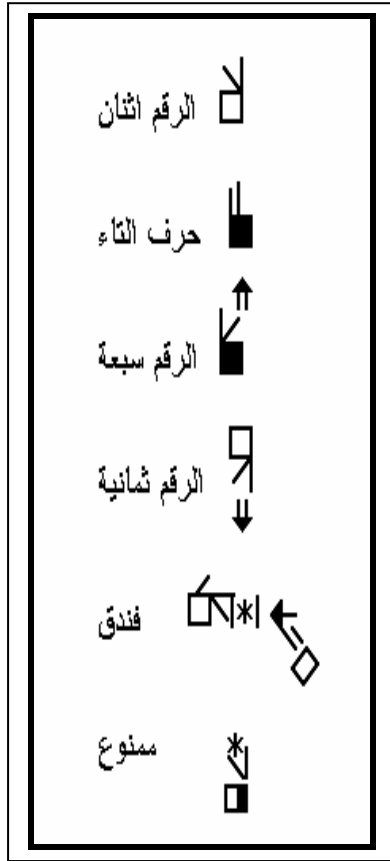 الرقم اثنان
حرف التاء
الرقم سبعة
الرقم ثمانية
فندق
ممنوع